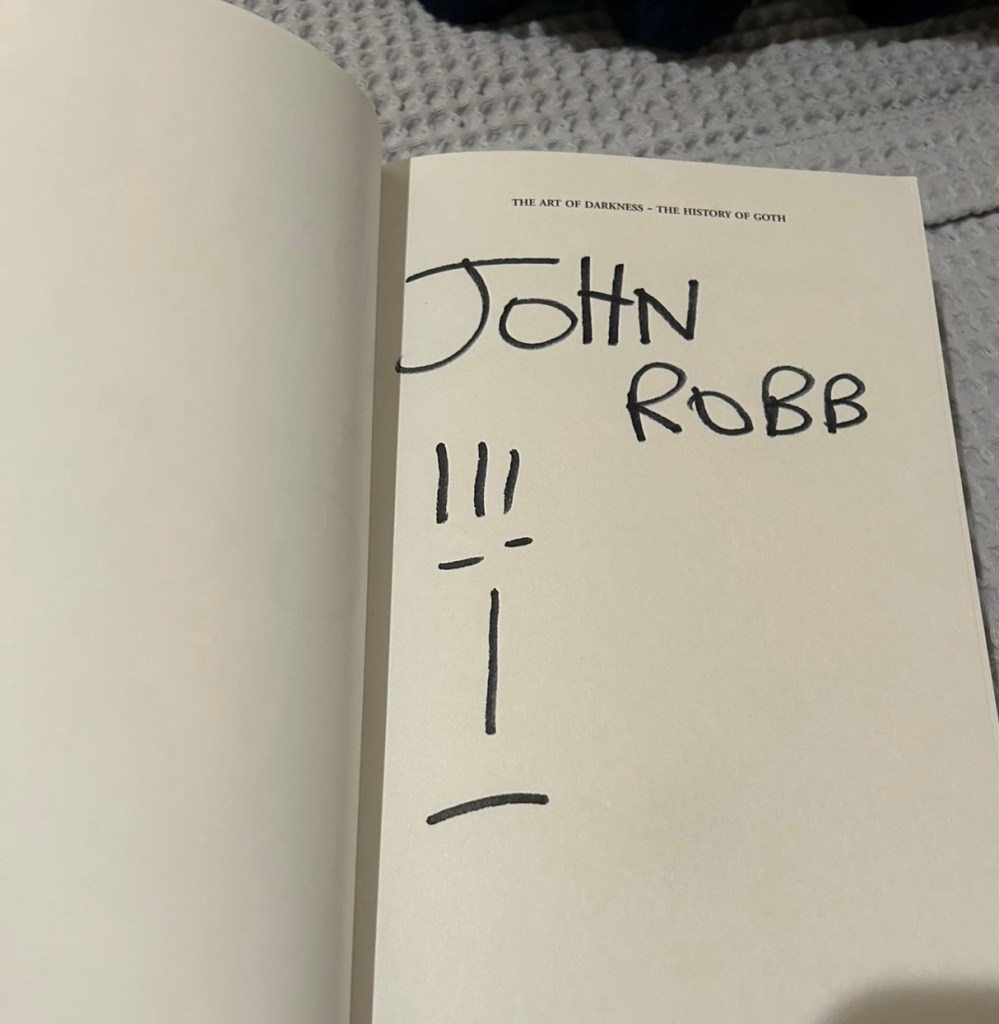 THE ART OF DARKNESS – THE HISTORY OF GOTH
JOHN
ROBB